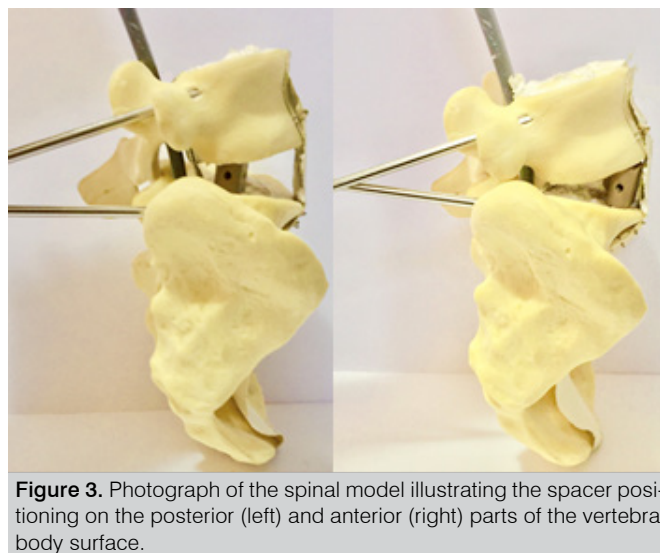 Figure 3. Photograph of the spinal model illustrating the spacer posi-
tioning on the posterior (left) and anterior (right) parts of the vertebra
body surface.